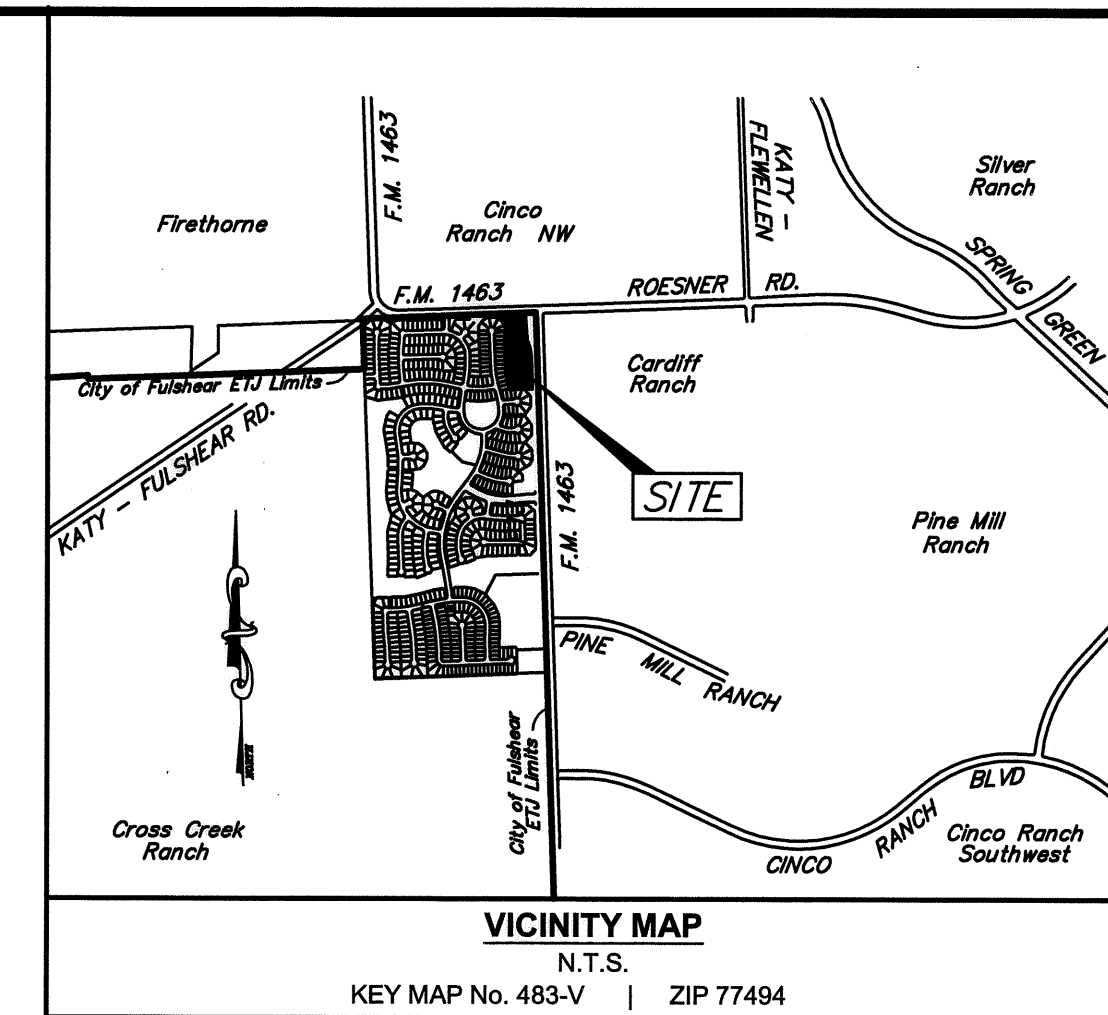 F.M. 1463
KATY -
FLEWELLEN
Silver
Ranch
Firethorne
Cinco
Ranch NW
SPRING
GREEN
F.M. 1463
ROESNER RD.
City of Fulshear ETJ Limits
Cardiff
Ranch
KATY - FULSHEAR RD.
SITE
F.M. 1463
Pine Mill
Ranch
PINE MILL RANCH
NORTH
City of Fulshear
ETJ Limits
Cross Creek
Ranch
CINCO RANCH BLVD
Cinco Ranch
Southwest
VICINITY MAP
N.T.S.
KEY MAP No. 483-V | ZIP 77494